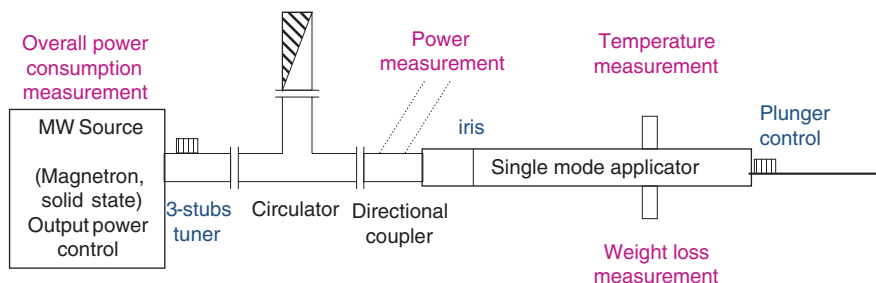 Overall power
consumption
measurement
MW Source
(Magnetron,
solid state)
Output power
control
3-stubs
tuner
Circulator
Power
measurement
Directional
coupler
iris
Single mode applicator
Temperature
measurement
Weight loss
measurement
Plunger
control